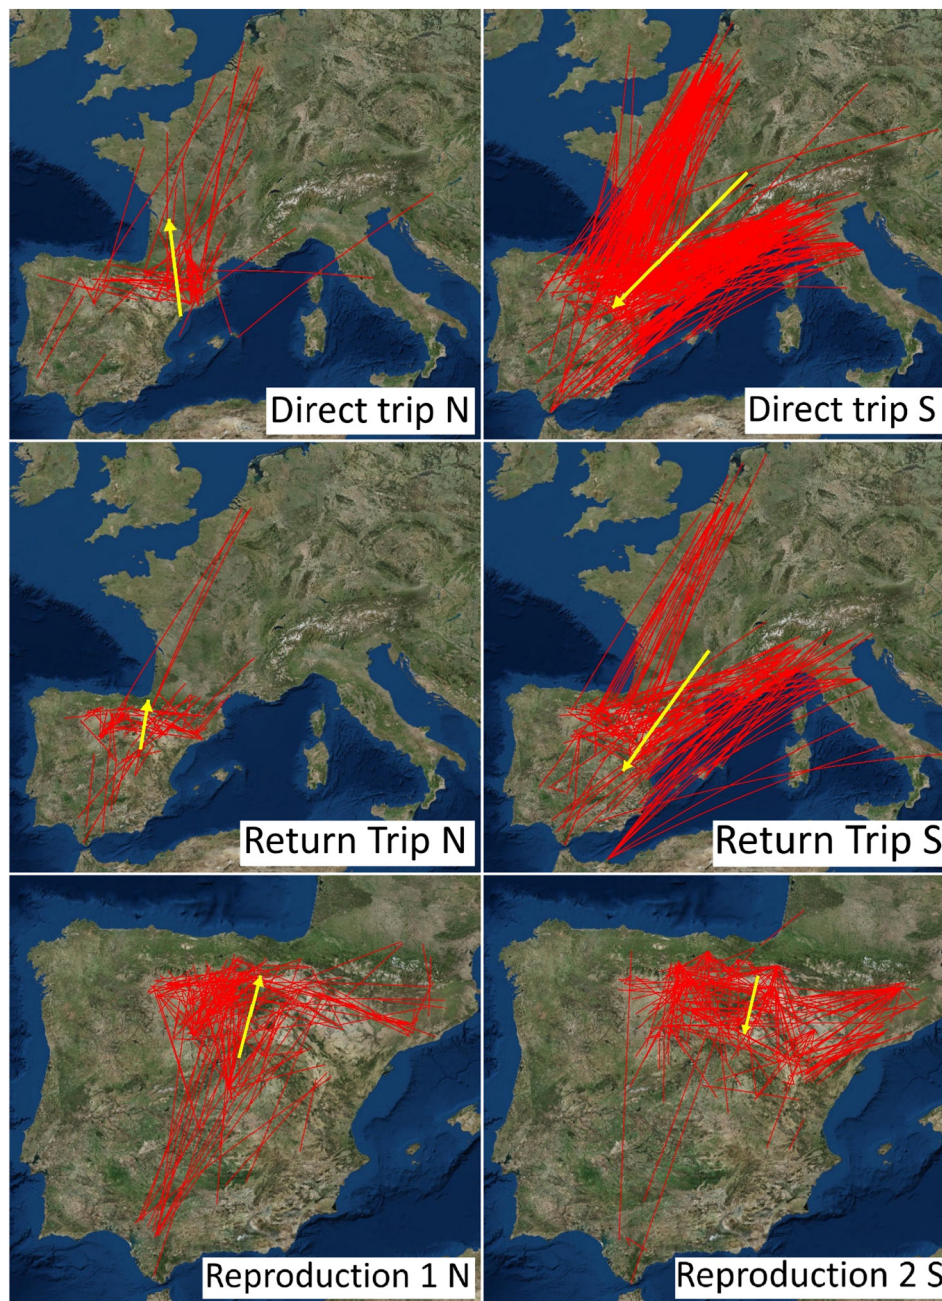 Direct trip N
Direct trip S
Return Trip N
Return Trip S
Reproduction 1 N
Reproduction 2 S